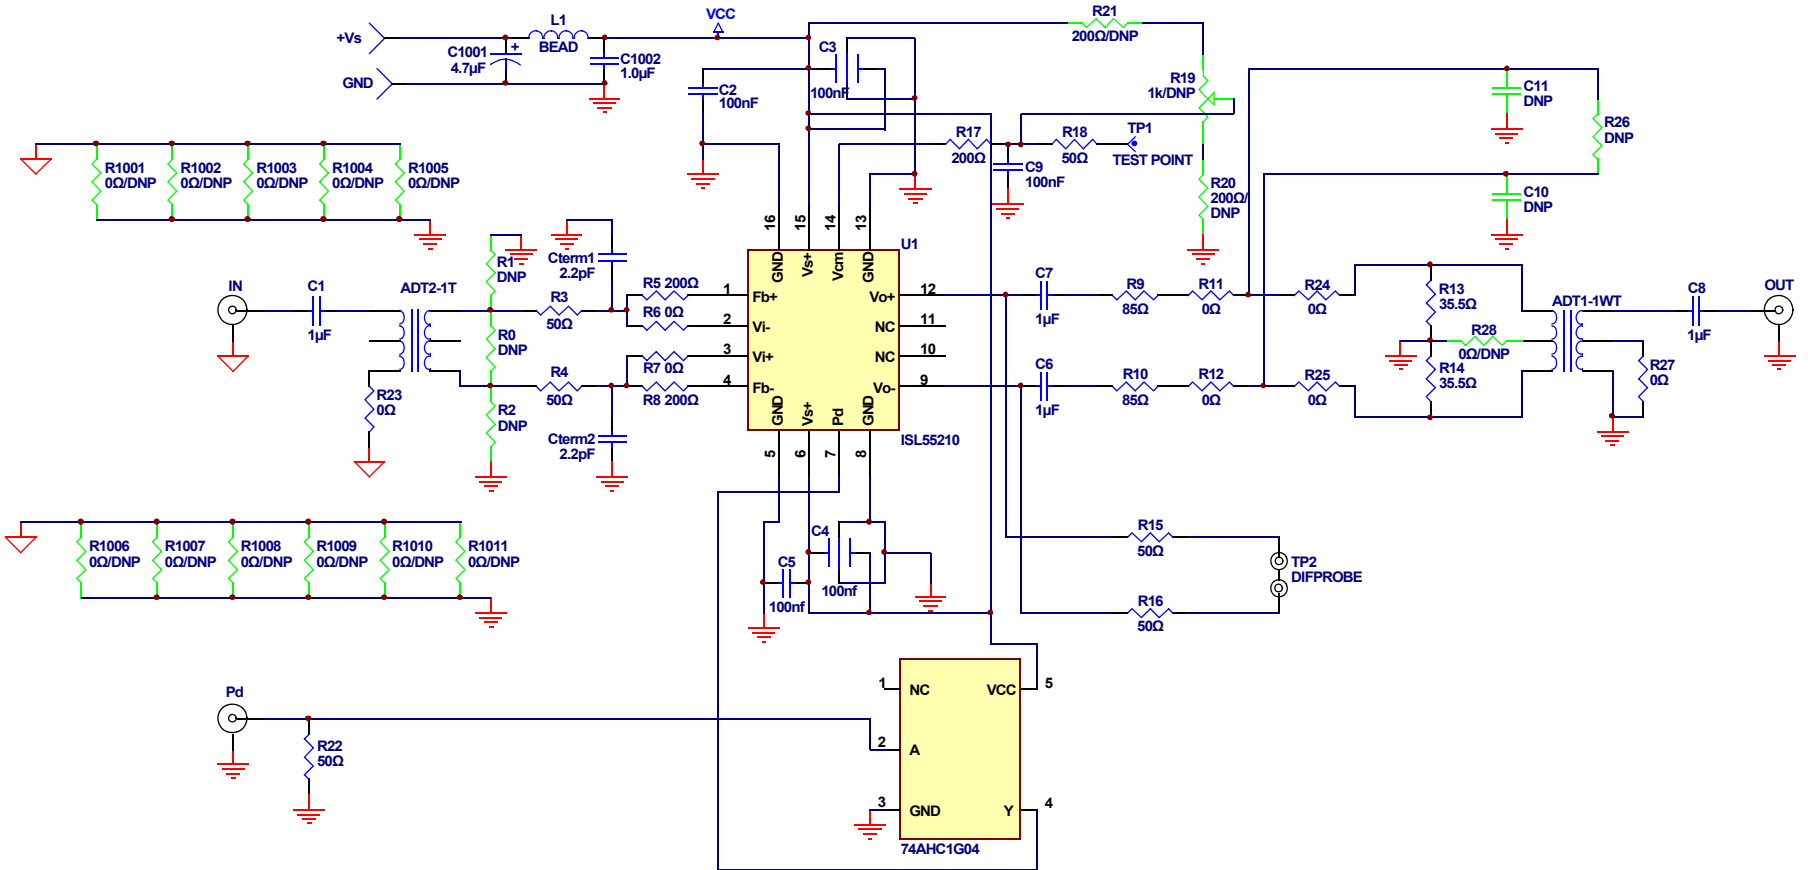 +Vs
GND
C1001
4.7µF
+
L1
BEAD
C1002
1.0µF
VCC
C2
100nF
C3
100nF
R21
200Ω/DNP
R19
1k/DNP
R20
200Ω/
DNP
R17
200Ω
C9
100nF
R18
50Ω
TP1
TEST POINT
C11
DNP
R26
DNP
C10
DNP
R1001
0Ω/DNP
R1002
0Ω/DNP
R1003
0Ω/DNP
R1004
0Ω/DNP
R1005
0Ω/DNP
IN
C1
1µF
ADT2-1T
R23
0Ω
R1
DNP
R0
DNP
R2
DNP
R3
50Ω
R4
50Ω
Cterm1
2.2pF
Cterm2
2.2pF
R5 200Ω
R6 0Ω
R7 0Ω
R8 200Ω
U1
16
15
14
13
GND
Vs+
Vcm
GND
1
Fb+
2
Vi-
3
Vi+
4
Fb-
Vo+
12
NC
11
NC
10
Vo-
9
GND
Vs+
Pd
GND
5
6
7
8
ISL55210
C7
1µF
C6
1µF
R9
85Ω
R10
85Ω
R11
0Ω
R12
0Ω
R24
0Ω
R25
0Ω
R13
35.5Ω
R28
0Ω/DNP
R14
35.5Ω
ADT1-1WT
R27
0Ω
C8
1µF
OUT
R1006
0Ω/DNP
R1007
0Ω/DNP
R1008
0Ω/DNP
R1009
0Ω/DNP
R1010
0Ω/DNP
R1011
0Ω/DNP
C5
100nf
C4
100nf
R15
50Ω
R16
50Ω
TP2
DIFPROBE
Pd
R22
50Ω
1
NC
2
A
3
GND
VCC
5
Y
4
74AHC1G04